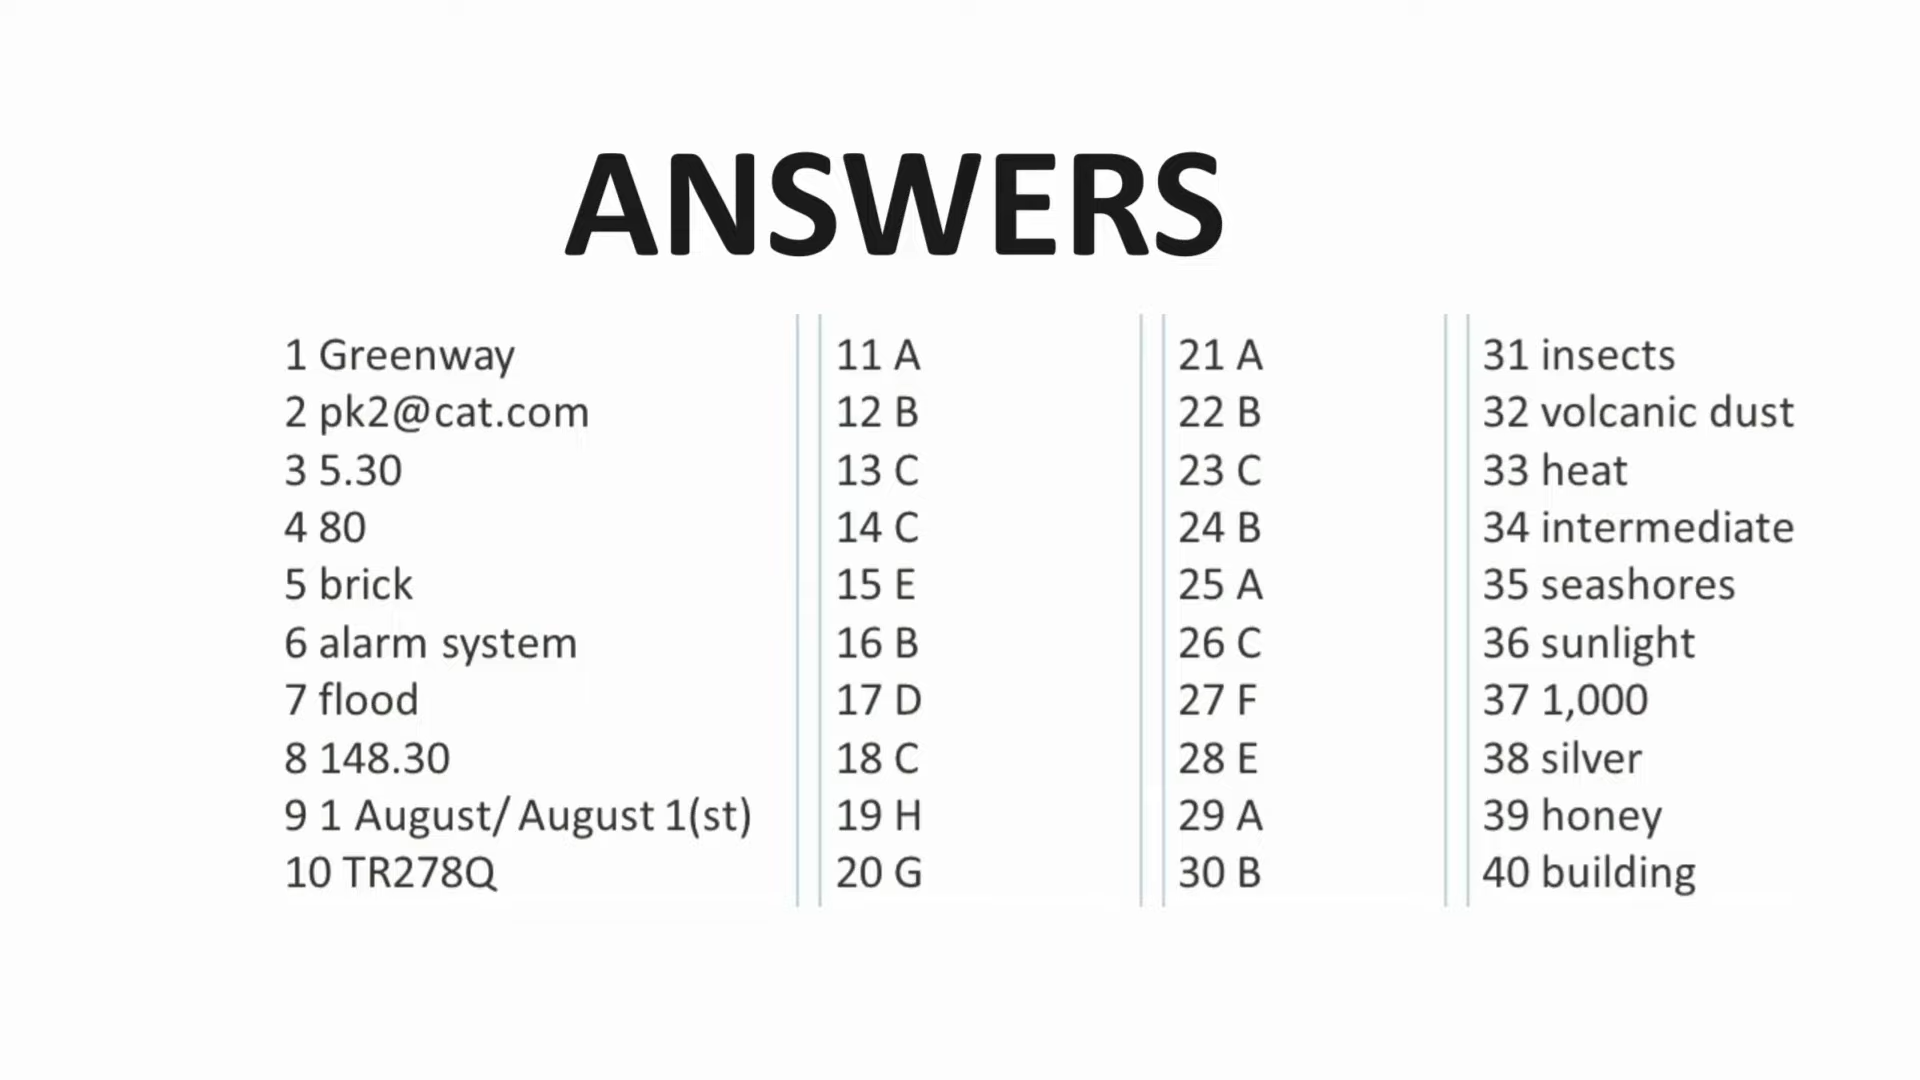 ANSWERS
1 Greenway
2 pk2@cat.com
3 5.30
4 80
5 brick
6 alarm system
7 flood
8 148.30
9 1 August/ August 1(st)
10 TR278Q
11 A
12 B
13 C
14 C
15 E
16 B
17 D
18 C
19 H
20 G
21 A
22 B
23 C
24 B
25 A
26 C
27 F
28 E
29 A
30 B
31 insects
32 volcanic dust
33 heat
34 intermediate
35 seashores
36 sunlight
37 1,000
38 silver
39 honey
40 building